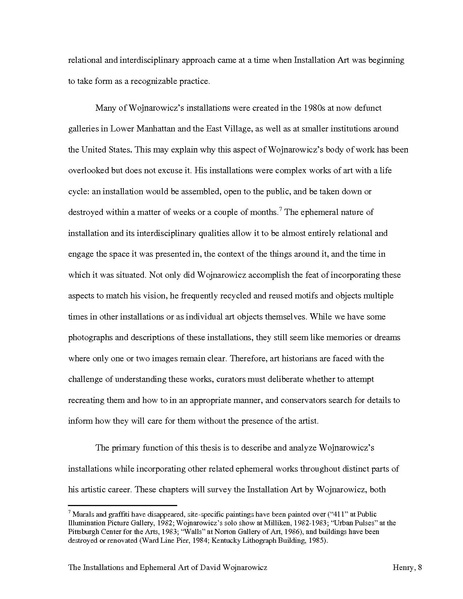 relational and interdisciplinary approach came at a time when Installation Art was beginning
to take form as a recognizable practice.
Many of Wojnarowicz's installations were created in the 1980s at now defunct
galleries in Lower Manhattan and the East Village, as well as at smaller institutions around
the United States. This may explain why this aspect of Wojnarowicz's body of work has been
overlooked but does not excuse it. His installations were complex works of art with a life
cycle: an installation would be assembled, open to the public, and be taken down or
destroyed within a matter of weeks or a couple of months.7 The ephemeral nature of
installation and its interdisciplinary qualities allow it to be almost entirely relational and
engage the space it was presented in, the context of the things around it, and the time in
which it was situated. Not only did Wojnarowicz accomplish the feat of incorporating these
aspects to match his vision, he frequently recycled and reused motifs and objects multiple
times in other installations or as individual art objects themselves. While we have some
photographs and descriptions of these installations, they still seem like memories or dreams
where only one or two images remain clear. Therefore, art historians are faced with the
challenge of understanding these works, curators must deliberate whether to attempt
recreating them and how to in an appropriate manner, and conservators search for details to
inform how they will care for them without the presence of the artist.
The primary function of this thesis is to describe and analyze Wojnarowicz's
installations while incorporating other related ephemeral works throughout distinct parts of
his artistic career. These chapters will survey the Installation Art by Wojnarowicz, both
7 Murals and graffiti have disappeared, site-specific paintings have been painted over ("411" at Public
Illumination Picture Gallery, 1982; Wojnarowicz's solo show at Milliken, 1982-1983; "Urban Pulses" at the
Pittsburgh Center for the Arts, 1983; "Walls" at Norton Gallery of Art, 1986), and buildings have been
destroyed or renovated (Ward Line Pier, 1984; Kentucky Lithograph Building, 1985).
The Installations and Ephemeral Art of David Wojnarowicz Henry, 8